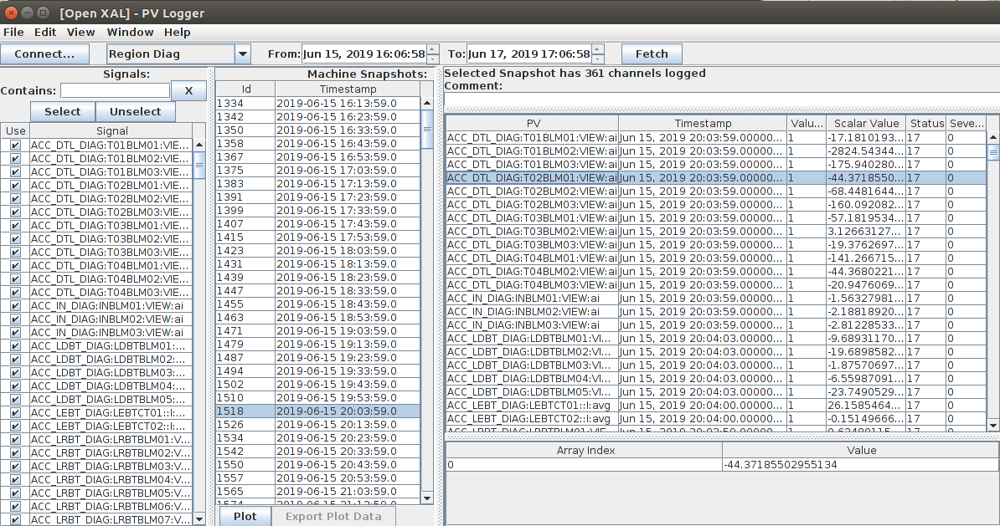 [Open XAL] - PV Logger
File Edit View Window Help
Connect... Region Diag From: Jun 15, 2019 16:06:58 To: Jun 17, 2019 17:06:58 Fetch
Signals:
Contains: X
Select Unselect
Use Signal
ACC_DTL_DIAG:T01BLM01:VIE...
ACC_DTL_DIAG:T01BLM02:VIE...
ACC_DTL_DIAG:T01BLM03:VIE...
ACC_DTL_DIAG:T02BLM01:VIE...
ACC_DTL_DIAG:T02BLM02:VIE...
ACC_DTL_DIAG:T02BLM03:VIE...
ACC_DTL_DIAG:T03BLM01:VIE...
ACC_DTL_DIAG:T03BLM02:VIE...
ACC_DTL_DIAG:T03BLM03:VIE...
ACC_DTL_DIAG:T04BLM01:VIE...
ACC_DTL_DIAG:T04BLM02:VIE...
ACC_DTL_DIAG:T04BLM03:VIE...
ACC_IN_DIAG:INBLM01:VIEW:ai
ACC_IN_DIAG:INBLM02:VIEW:ai
ACC_IN_DIAG:INBLM03:VIEW:ai
ACC_LDBT_DIAG:LDBTBLM01:...
ACC_LDBT_DIAG:LDBTBLM02:...
ACC_LDBT_DIAG:LDBTBLM03:...
ACC_LDBT_DIAG:LDBTBLM04:...
ACC_LDBT_DIAG:LDBTBLM05:...
ACC_LEBT_DIAG:LEBTCT01::I:...
ACC_LEBT_DIAG:LEBTCT02::I:...
ACC_LRBT_DIAG:LRBTBLM01:V...
ACC_LRBT_DIAG:LRBTBLM02:V...
ACC_LRBT_DIAG:LRBTBLM03:V...
ACC_LRBT_DIAG:LRBTBLM04:V...
ACC_LRBT_DIAG:LRBTBLM05:V...
ACC_LRBT_DIAG:LRBTBLM06:V...
ACC_LRBT_DIAG:LRBTBLM07:V...
Machine Snapshots:
Id Timestamp
1334 2019-06-15 16:13:59.0
1342 2019-06-15 16:23:59.0
1350 2019-06-15 16:33:59.0
1358 2019-06-15 16:43:59.0
1367 2019-06-15 16:53:59.0
1375 2019-06-15 17:03:59.0
1383 2019-06-15 17:13:59.0
1391 2019-06-15 17:23:59.0
1399 2019-06-15 17:33:59.0
1407 2019-06-15 17:43:59.0
1415 2019-06-15 17:53:59.0
1423 2019-06-15 18:03:59.0
1431 2019-06-15 18:13:59.0
1439 2019-06-15 18:23:59.0
1447 2019-06-15 18:33:59.0
1455 2019-06-15 18:43:59.0
1463 2019-06-15 18:53:59.0
1471 2019-06-15 19:03:59.0
1479 2019-06-15 19:13:59.0
1487 2019-06-15 19:23:59.0
1494 2019-06-15 19:33:59.0
1502 2019-06-15 19:43:59.0
1510 2019-06-15 19:53:59.0
1518 2019-06-15 20:03:59.0
1526 2019-06-15 20:13:59.0
1534 2019-06-15 20:23:59.0
1542 2019-06-15 20:33:59.0
1550 2019-06-15 20:43:59.0
1557 2019-06-15 20:53:59.0
1565 2019-06-15 21:03:59.0
Plot Export Plot Data
Selected Snapshot has 361 channels logged
Comment:
PV Timestamp Valu... Scalar Value Status Seve...
ACC_DTL_DIAG:T01BLM01:VIEW:ai Jun 15, 2019 20:03:59.00000... 1 -17.1810193... 17 0
ACC_DTL_DIAG:T01BLM02:VIEW:ai Jun 15, 2019 20:03:59.00000... 1 -2824.54344... 17 0
ACC_DTL_DIAG:T01BLM03:VIEW:ai Jun 15, 2019 20:03:59.00000... 1 -175.940280... 17 0
ACC_DTL_DIAG:T02BLM01:VIEW:ai Jun 15, 2019 20:03:59.00000... 1 -44.3718550... 17 0
ACC_DTL_DIAG:T02BLM02:VIEW:ai Jun 15, 2019 20:03:59.00000... 1 -68.4481644... 17 0
ACC_DTL_DIAG:T02BLM03:VIEW:ai Jun 15, 2019 20:03:59.00000... 1 -160.092082... 17 0
ACC_DTL_DIAG:T03BLM01:VIEW:ai Jun 15, 2019 20:03:59.00000... 1 -57.1819534... 17 0
ACC_DTL_DIAG:T03BLM02:VIEW:ai Jun 15, 2019 20:03:59.00000... 1 3.12663127... 17 0
ACC_DTL_DIAG:T03BLM03:VIEW:ai Jun 15, 2019 20:03:59.00000... 1 -19.3762697... 17 0
ACC_DTL_DIAG:T04BLM01:VIEW:ai Jun 15, 2019 20:03:59.00000... 1 -141.266715... 17 0
ACC_DTL_DIAG:T04BLM02:VIEW:ai Jun 15, 2019 20:03:59.00000... 1 -44.3680221... 17 0
ACC_DTL_DIAG:T04BLM03:VIEW:ai Jun 15, 2019 20:03:59.00000... 1 -20.9476069... 17 0
ACC_IN_DIAG:INBLM01:VIEW:ai Jun 15, 2019 20:03:59.00000... 1 -1.56327981... 17 0
ACC_IN_DIAG:INBLM02:VIEW:ai Jun 15, 2019 20:03:59.00000... 1 -2.18818920... 17 0
ACC_IN_DIAG:INBLM03:VIEW:ai Jun 15, 2019 20:03:59.00000... 1 -2.81228533... 17 0
ACC_LDBT_DIAG:LDBTBLM01:VI... Jun 15, 2019 20:04:03.00000... 1 -9.68931170... 17 0
ACC_LDBT_DIAG:LDBTBLM02:VI... Jun 15, 2019 20:04:03.00000... 1 -19.6898582... 17 0
ACC_LDBT_DIAG:LDBTBLM03:VI... Jun 15, 2019 20:04:03.00000... 1 -1.87570697... 17 0
ACC_LDBT_DIAG:LDBTBLM04:VI... Jun 15, 2019 20:04:03.00000... 1 -6.55987091... 17 0
ACC_LDBT_DIAG:LDBTBLM05:VI... Jun 15, 2019 20:04:03.00000... 1 -23.7490529... 17 0
ACC_LEBT_DIAG:LEBTCT01::I:avg Jun 15, 2019 20:04:00.00000... 1 26.1585464... 17 0
ACC_LEBT_DIAG:LEBTCT02::I:avg Jun 15, 2019 20:04:00.00000... 1 -0.15149666... 17 0
Array Index Value
0 -44.37185502955134